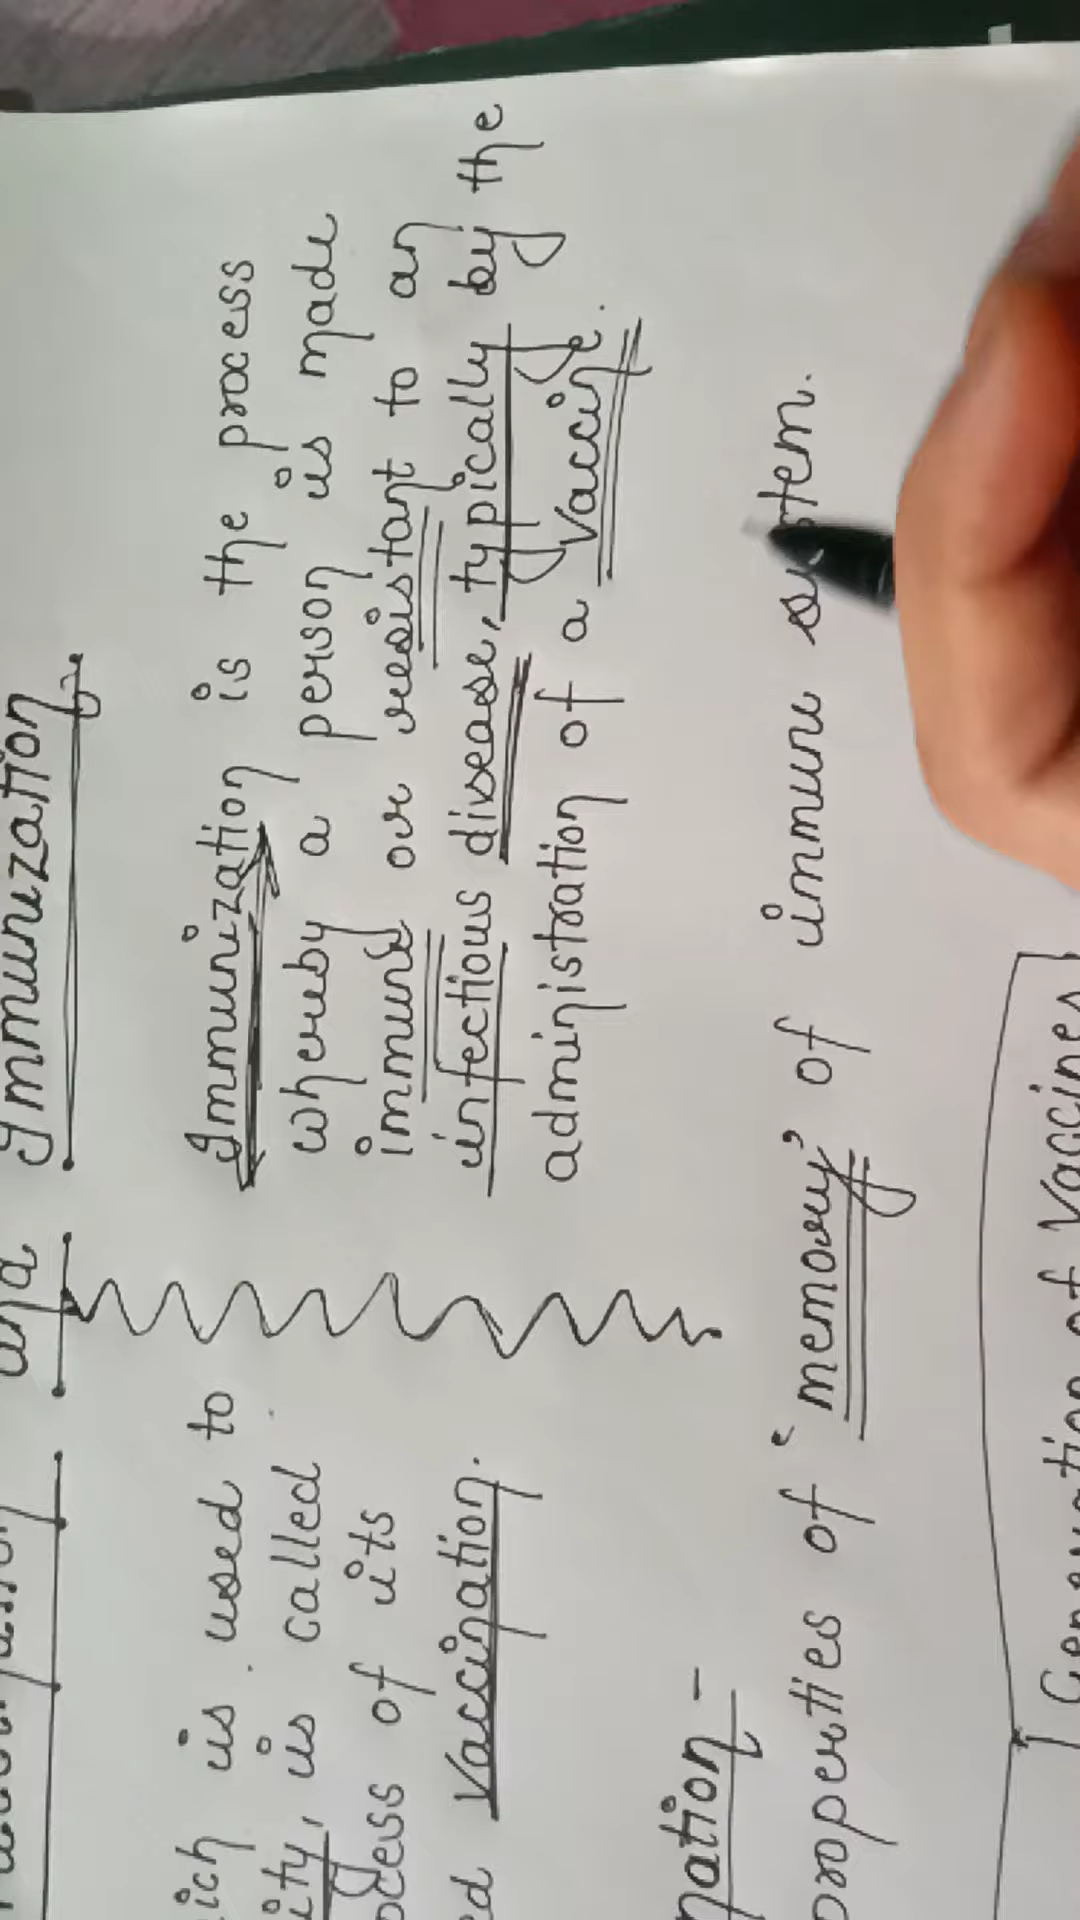 and Immunization
Immunization is the process
whereby a person is made
immune or resistant to an
infectious disease, typically by the
administration of a Vaccine.
ich is used to
ity, is called
ocess of its
ed Vaccination.
nation -
properties of 'memory' of immune system.
Generation of Vaccines